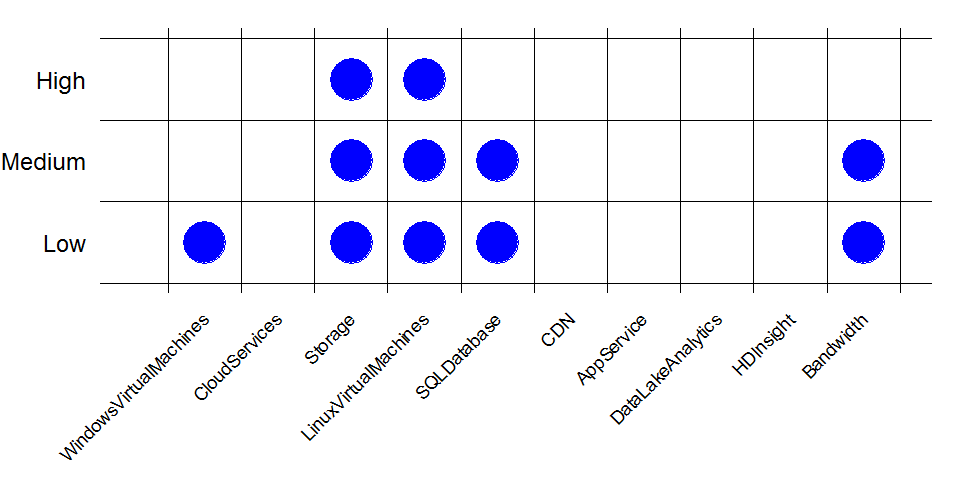 High
Medium
Low
WindowsVirtualMachines
CloudServices
Storage
LinuxVirtualMachines
SQLDatabase
CDN
AppService
DataLakeAnalytics
HDInsight
Bandwidth